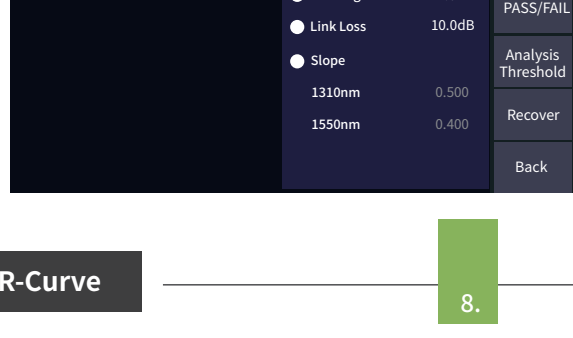 PASS/FAIL
Link Loss 10.0dB
Slope
Analysis
Threshold
1310nm 0.500
1550nm 0.400
Recover
Back
R-Curve
8.